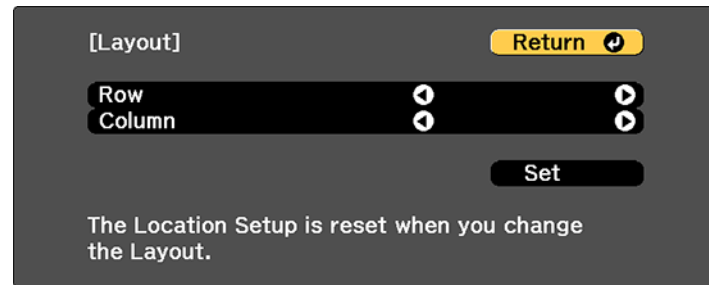 [Layout]
Return
Row
Column
Set
The Location Setup is reset when you change
the Layout.